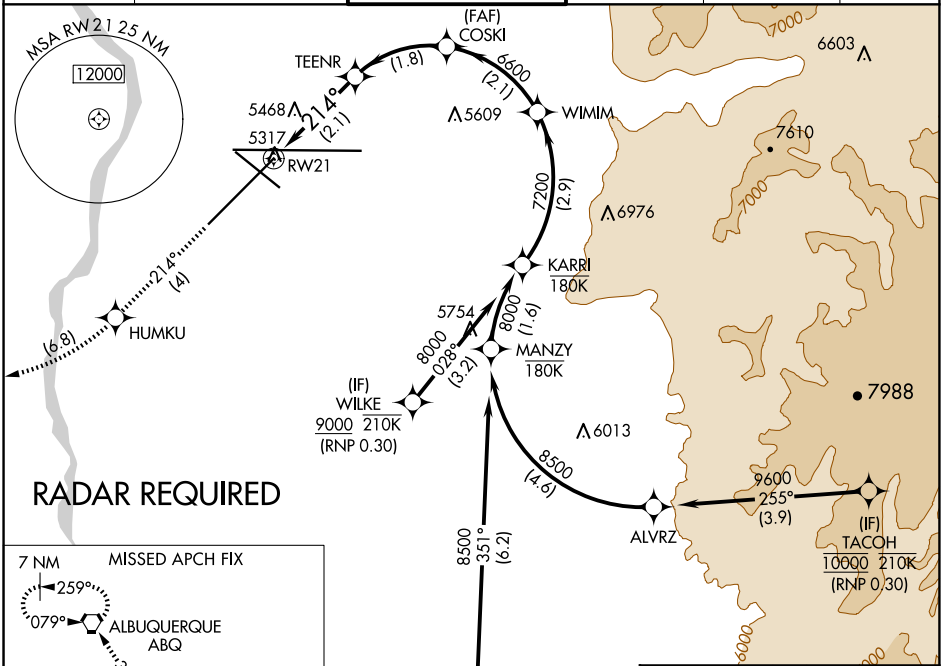 MSA RW21 25 NM
12000
(FAF)
COSKI
TEENR
(1.8)
6600
(2.1)
6603
5468
214°
(2.1)
5609
WIMIM
5317
RW21
7610
7000
7000
7200
(2.9)
6976
7000
214°
(4)
KARRI
180K
HUMKU
5754
8000
(1.6)
8000
028°
(3.2)
MANZY
180K
(6.8)
(IF)
WILKE
9000 210K
(RNP 0.30)
7988
6013
8500
(4.6)
RADAR REQUIRED
9600
255°
(3.9)
ALVRZ
(IF)
TACOH
10000 210K
(RNP 0.30)
8500
351°
(6.2)
MISSED APCH FIX
7 NM
259°
079°
ALBUQUERQUE
ABQ
6000